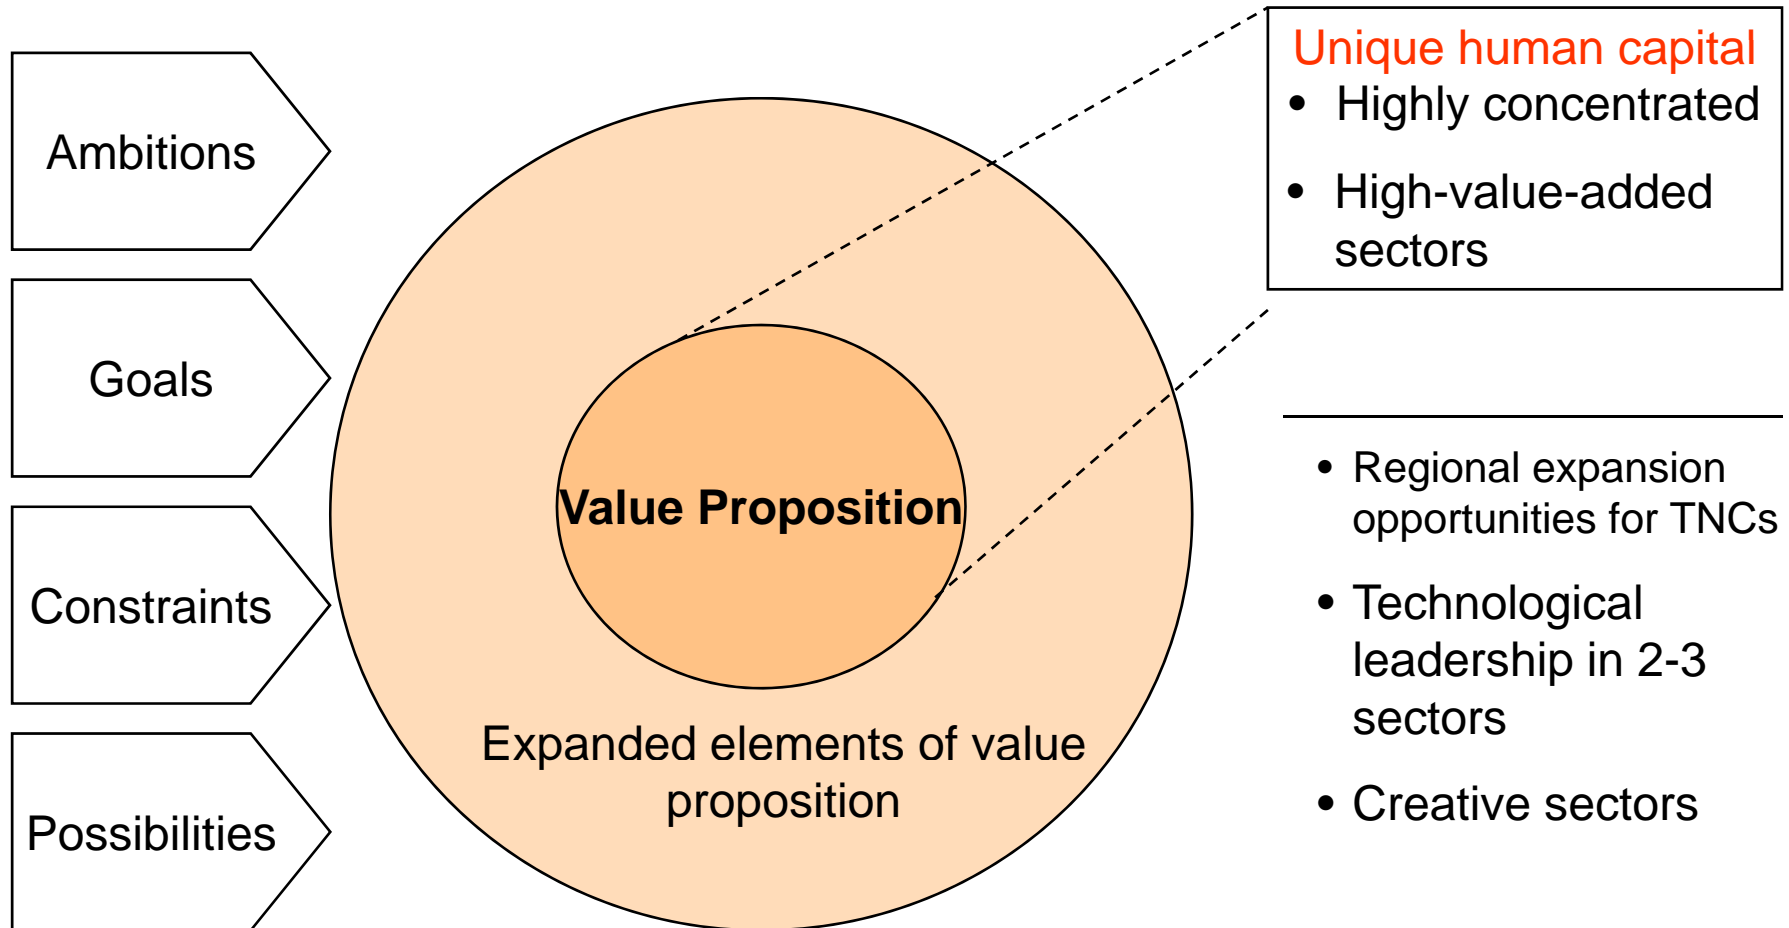 Ambitions
Goals
Constraints
Possibilities
Value Proposition
Expanded elements of value
proposition
Unique human capital
• Highly concentrated
• High-value-added
sectors
• Regional expansion
opportunities for TNCs
• Technological
leadership in 2-3
sectors
• Creative sectors